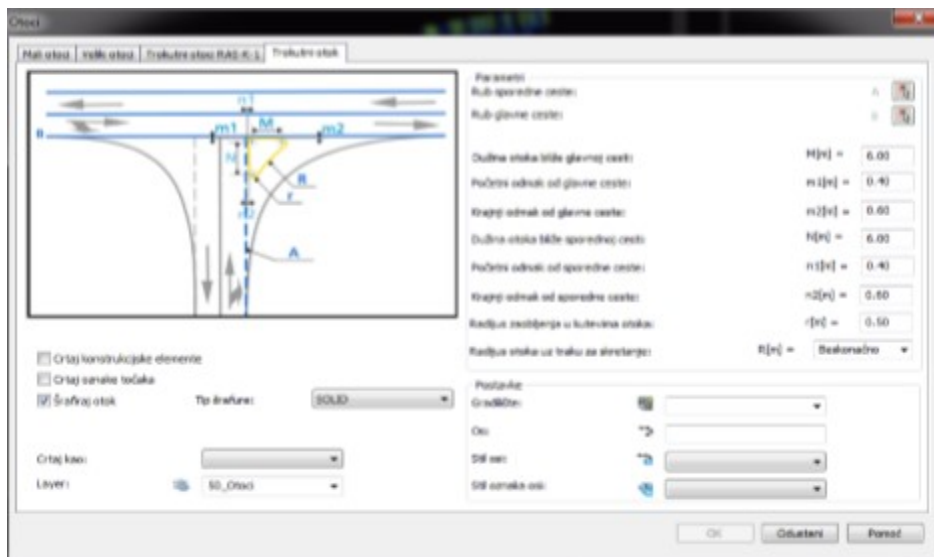 Otoci
Mali otoci
Veliki otoci
Trokutni otoci RAS-K-1
Trokutni otok
n1
m1
M
m2
N
R
r
n2
A
Parametri
Rub sporedne ceste: A
Rub glavne ceste:
Dužina otoka bliže glavnoj cesti: M[m] = 6.00
Početni odmak od glavne ceste: m1[m] = 0.40
Krajnji odmak od glavne ceste: m2[m] = 0.60
Dužina otoka bliže sporednoj cesti: N[m] = 6.00
Početni odmak od sporedne ceste: n1[m] = 0.40
Krajnji odmak od sporedne ceste: n2[m] = 0.60
Radijus zaobljenja u kutevima otoka: r[m] = 0.50
Radijus otoka uz traku za skretanje: R[m] = Beskonačno
Crtaj konstrukcijske elemente
Crtaj oznake točaka
Šrafiraj otok Tip šrafure: SOLID
Crtaj kao:
Layer: 50_Otoci
Postavke
Gradilište:
Os:
Stil osi:
Stil oznaka osi:
OK
Odustani
Pomoć